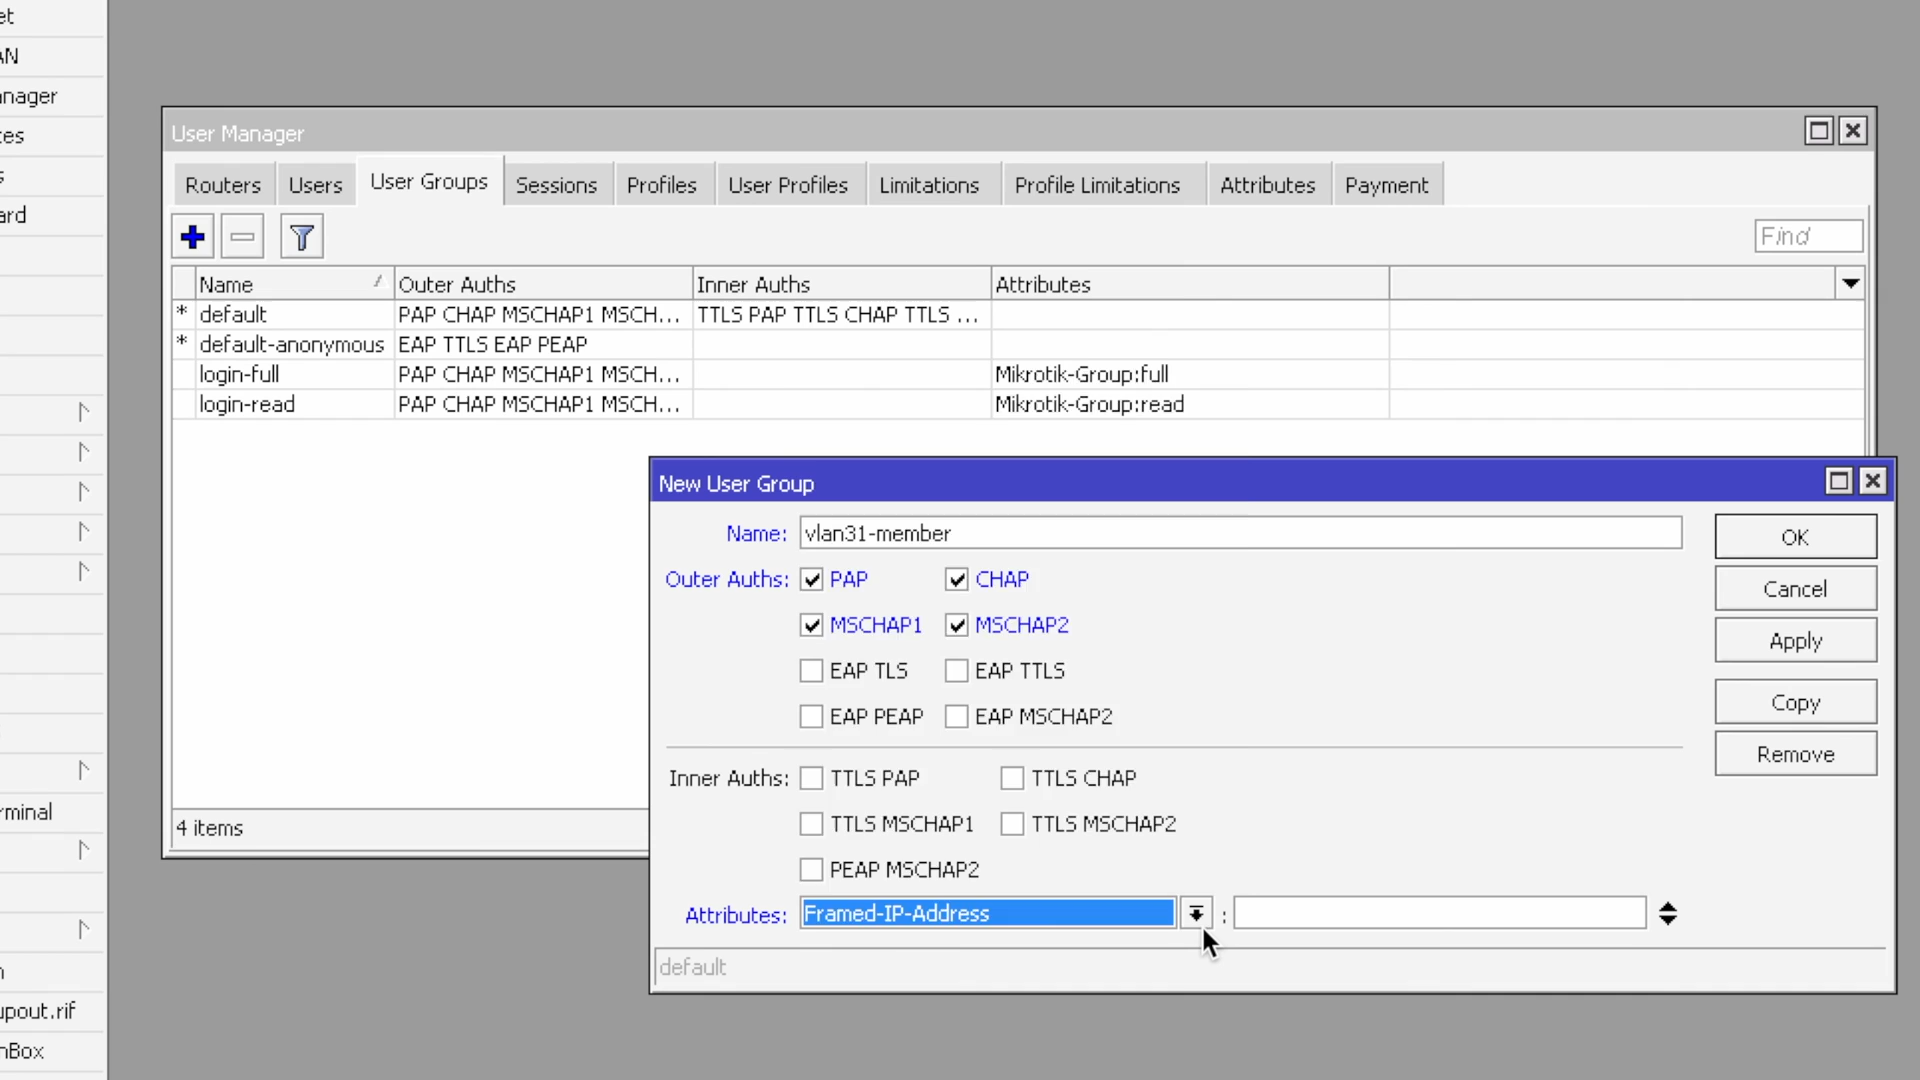 et
AN
anager
tes
s
ard
rminal
n
upout.rif
nBox
User Manager
Routers Users User Groups Sessions Profiles User Profiles Limitations Profile Limitations Attributes Payment
Find
Name Outer Auths Inner Auths Attributes
* default PAP CHAP MSCHAP1 MSCH... TTLS PAP TTLS CHAP TTLS ...
* default-anonymous EAP TTLS EAP PEAP
login-full PAP CHAP MSCHAP1 MSCH... Mikrotik-Group:full
login-read PAP CHAP MSCHAP1 MSCH... Mikrotik-Group:read
4 items
New User Group
Name: vlan31-member
Outer Auths: PAP CHAP
MSCHAP1 MSCHAP2
EAP TLS EAP TTLS
EAP PEAP EAP MSCHAP2
Inner Auths: TTLS PAP TTLS CHAP
TTLS MSCHAP1 TTLS MSCHAP2
PEAP MSCHAP2
Attributes: Framed-IP-Address :
default
OK
Cancel
Apply
Copy
Remove